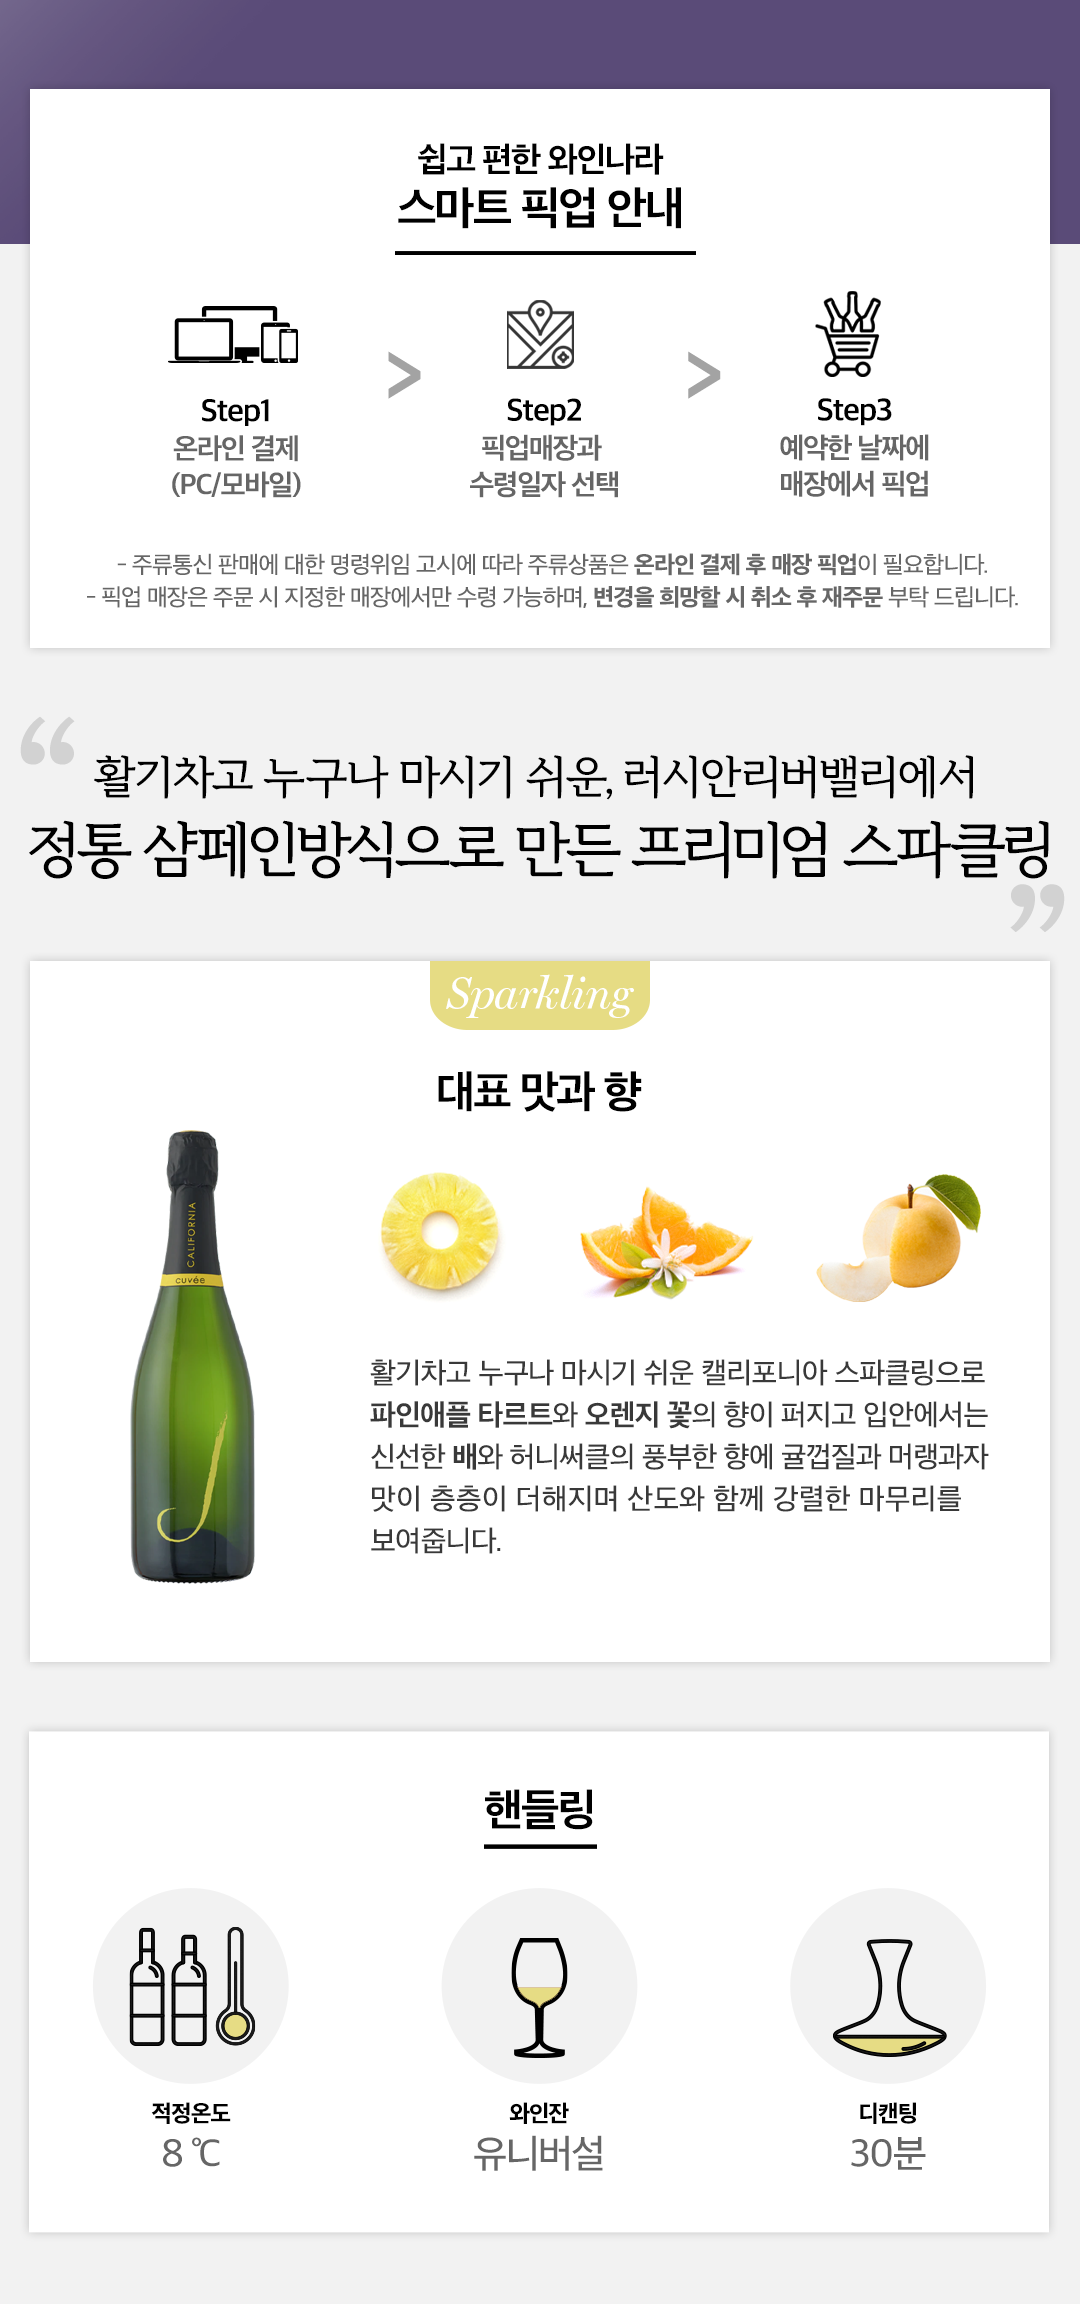 쉽고 편한 와인나라
스마트 픽업 안내
Step1
온라인 결제
(PC/모바일)
>
Step2
픽업매장과
수령일자 선택
>
Step3
예약한 날짜에
매장에서 픽업
- 주류통신 판매에 대한 명령위임 고시에 따라 주류상품은 온라인 결제 후 매장 픽업이 필요합니다.
- 픽업 매장은 주문 시 지정한 매장에서만 수령 가능하며, 변경을 희망할 시 취소 후 재주문 부탁 드립니다.
“ 활기차고 누구나 마시기 쉬운, 러시안리버밸리에서
정통 샴페인방식으로 만든 프리미엄 스파클링 ”
Sparkling
대표 맛과 향
CALIFORNIA
cuvée
J
활기차고 누구나 마시기 쉬운 캘리포니아 스파클링으로
파인애플 타르트와 오렌지 꽃의 향이 퍼지고 입안에서는
신선한 배와 허니써클의 풍부한 향에 귤껍질과 머랭과자
맛이 층층이 더해지며 산도와 함께 강렬한 마무리를
보여줍니다.
핸들링
적정온도
8 ℃
와인잔
유니버설
디캔팅
30분